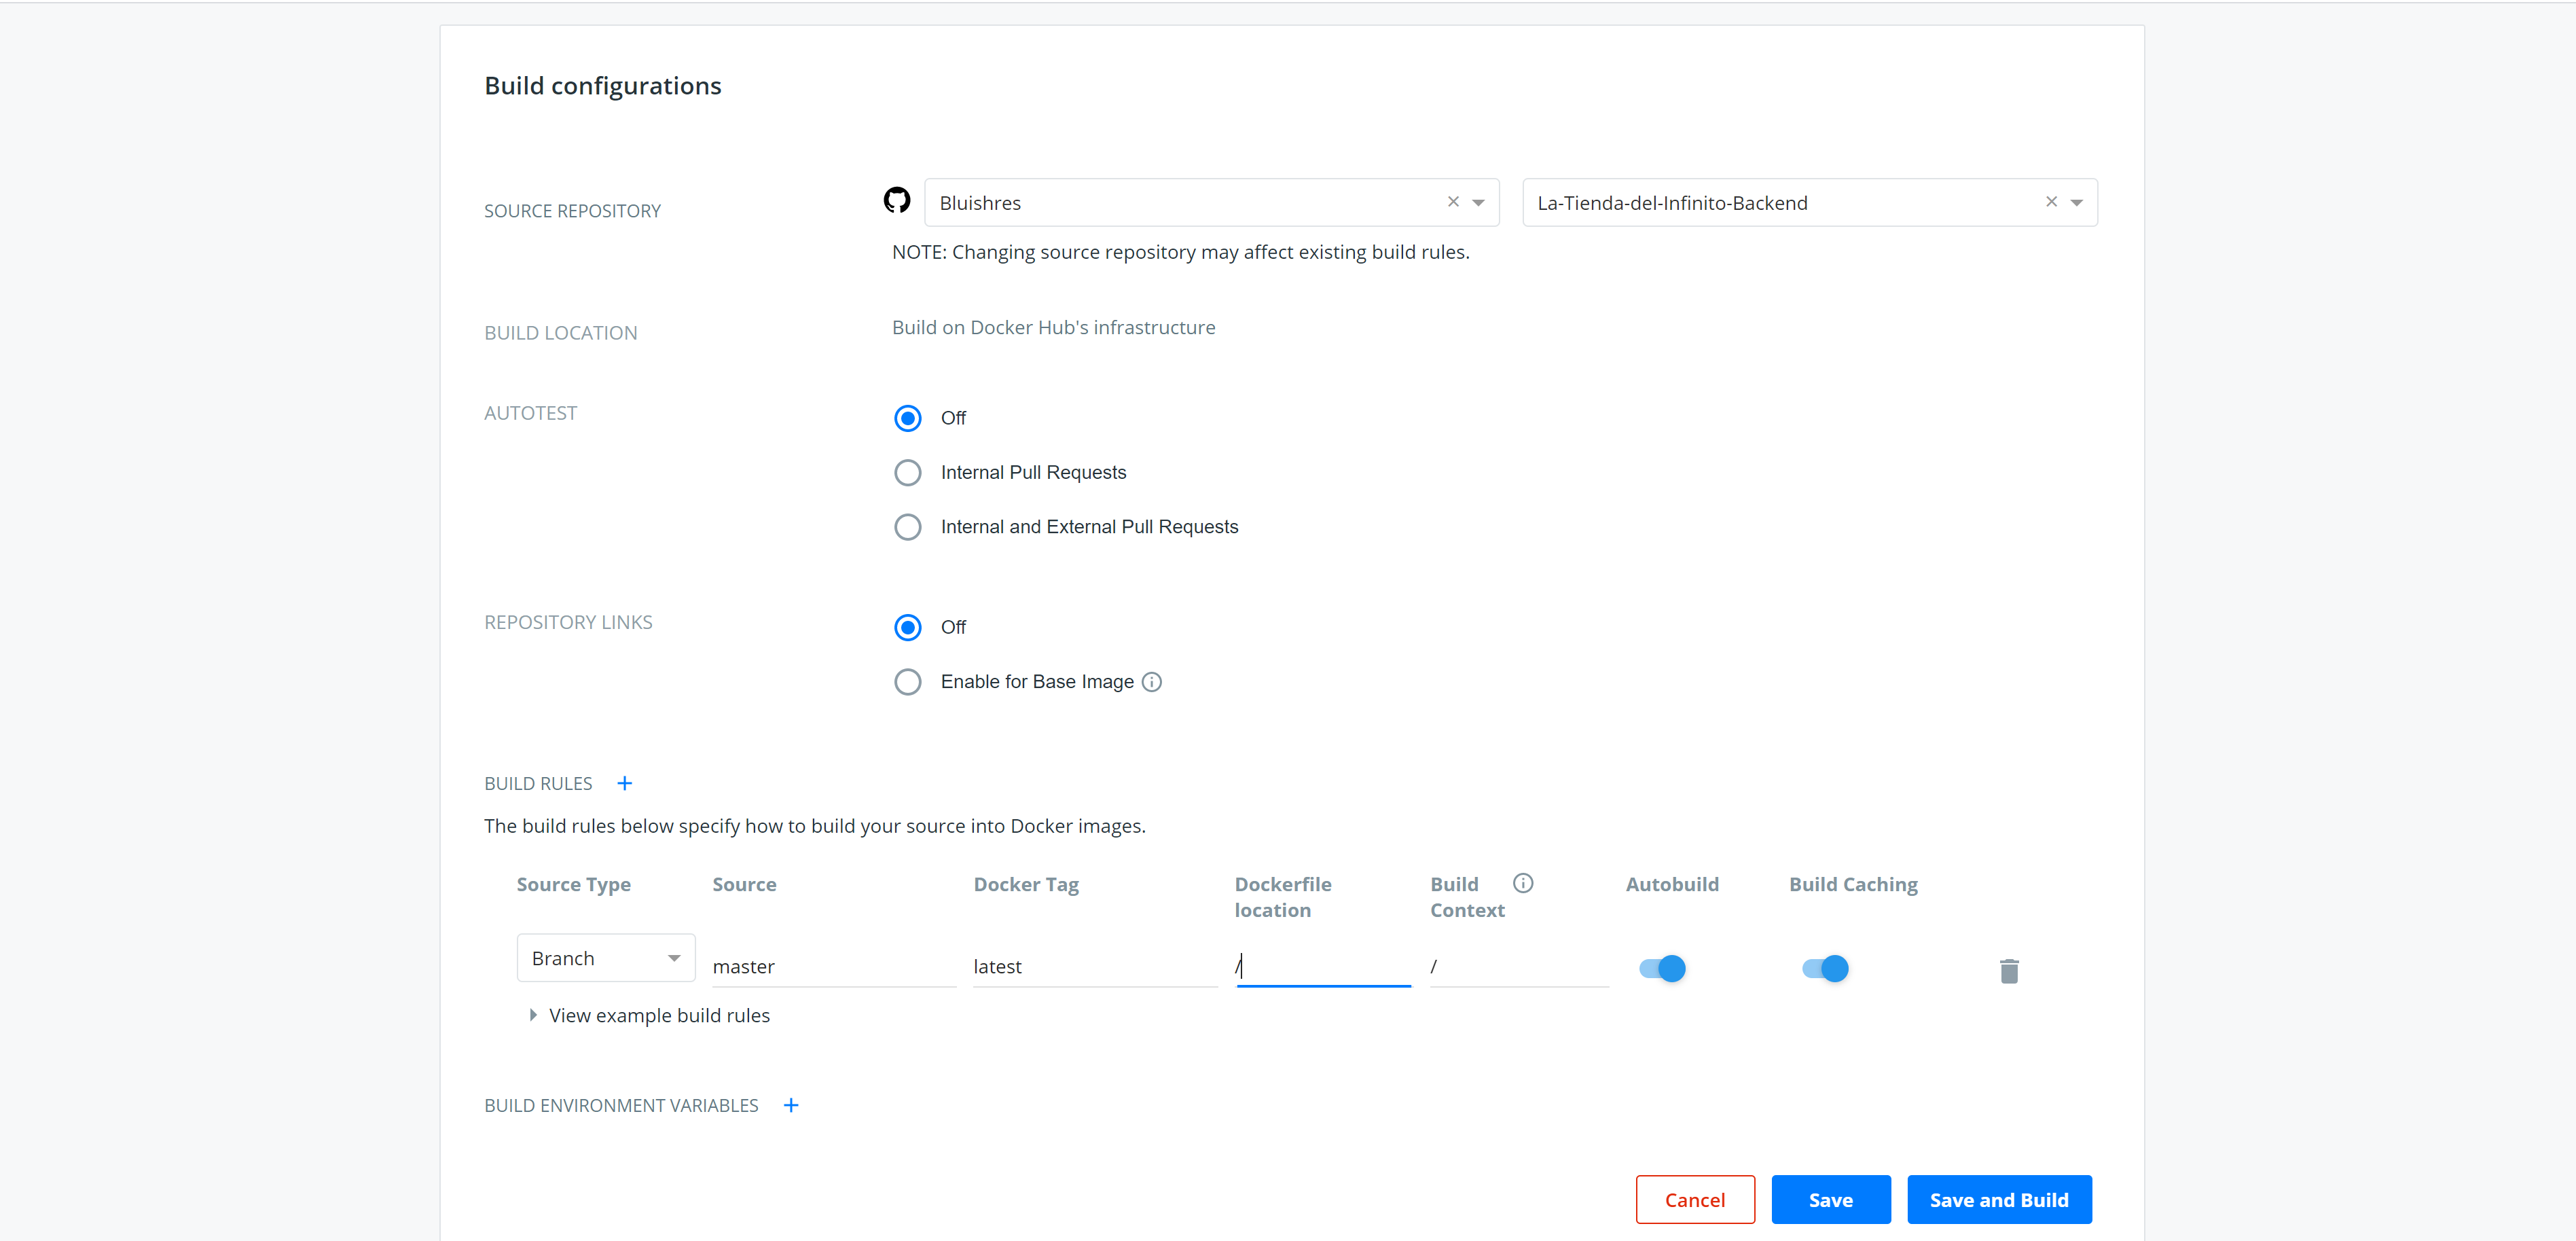 Build configurations
SOURCE REPOSITORY
Bluishres
La-Tienda-del-Infinito-Backend
NOTE: Changing source repository may affect existing build rules.
BUILD LOCATION
Build on Docker Hub's infrastructure
AUTOTEST
Off
Internal Pull Requests
Internal and External Pull Requests
REPOSITORY LINKS
Off
Enable for Base Image
BUILD RULES
The build rules below specify how to build your source into Docker images.
Source Type
Source
Docker Tag
Dockerfile
location
Build
Context
Autobuild
Build Caching
Branch
master
latest
/
/
View example build rules
BUILD ENVIRONMENT VARIABLES
Cancel
Save
Save and Build